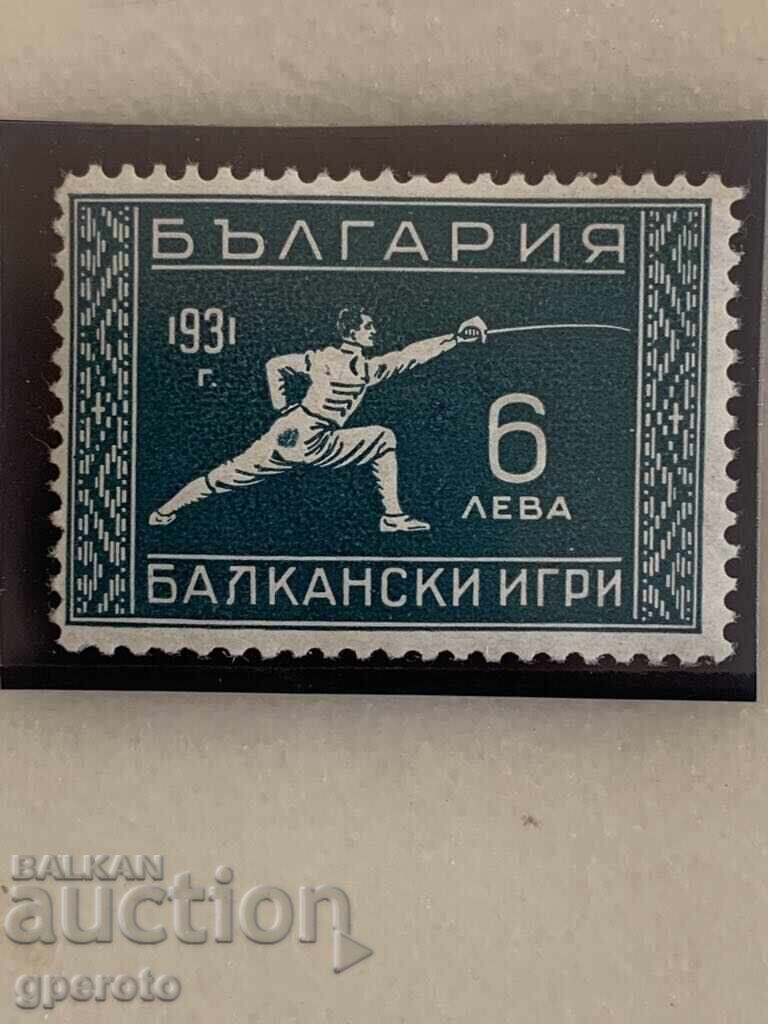 БЪЛГАРИЯ
1931
г.
6
ЛЕВА
БАЛКАНСКИ ИГРИ
BALKAN
auction
gperoto